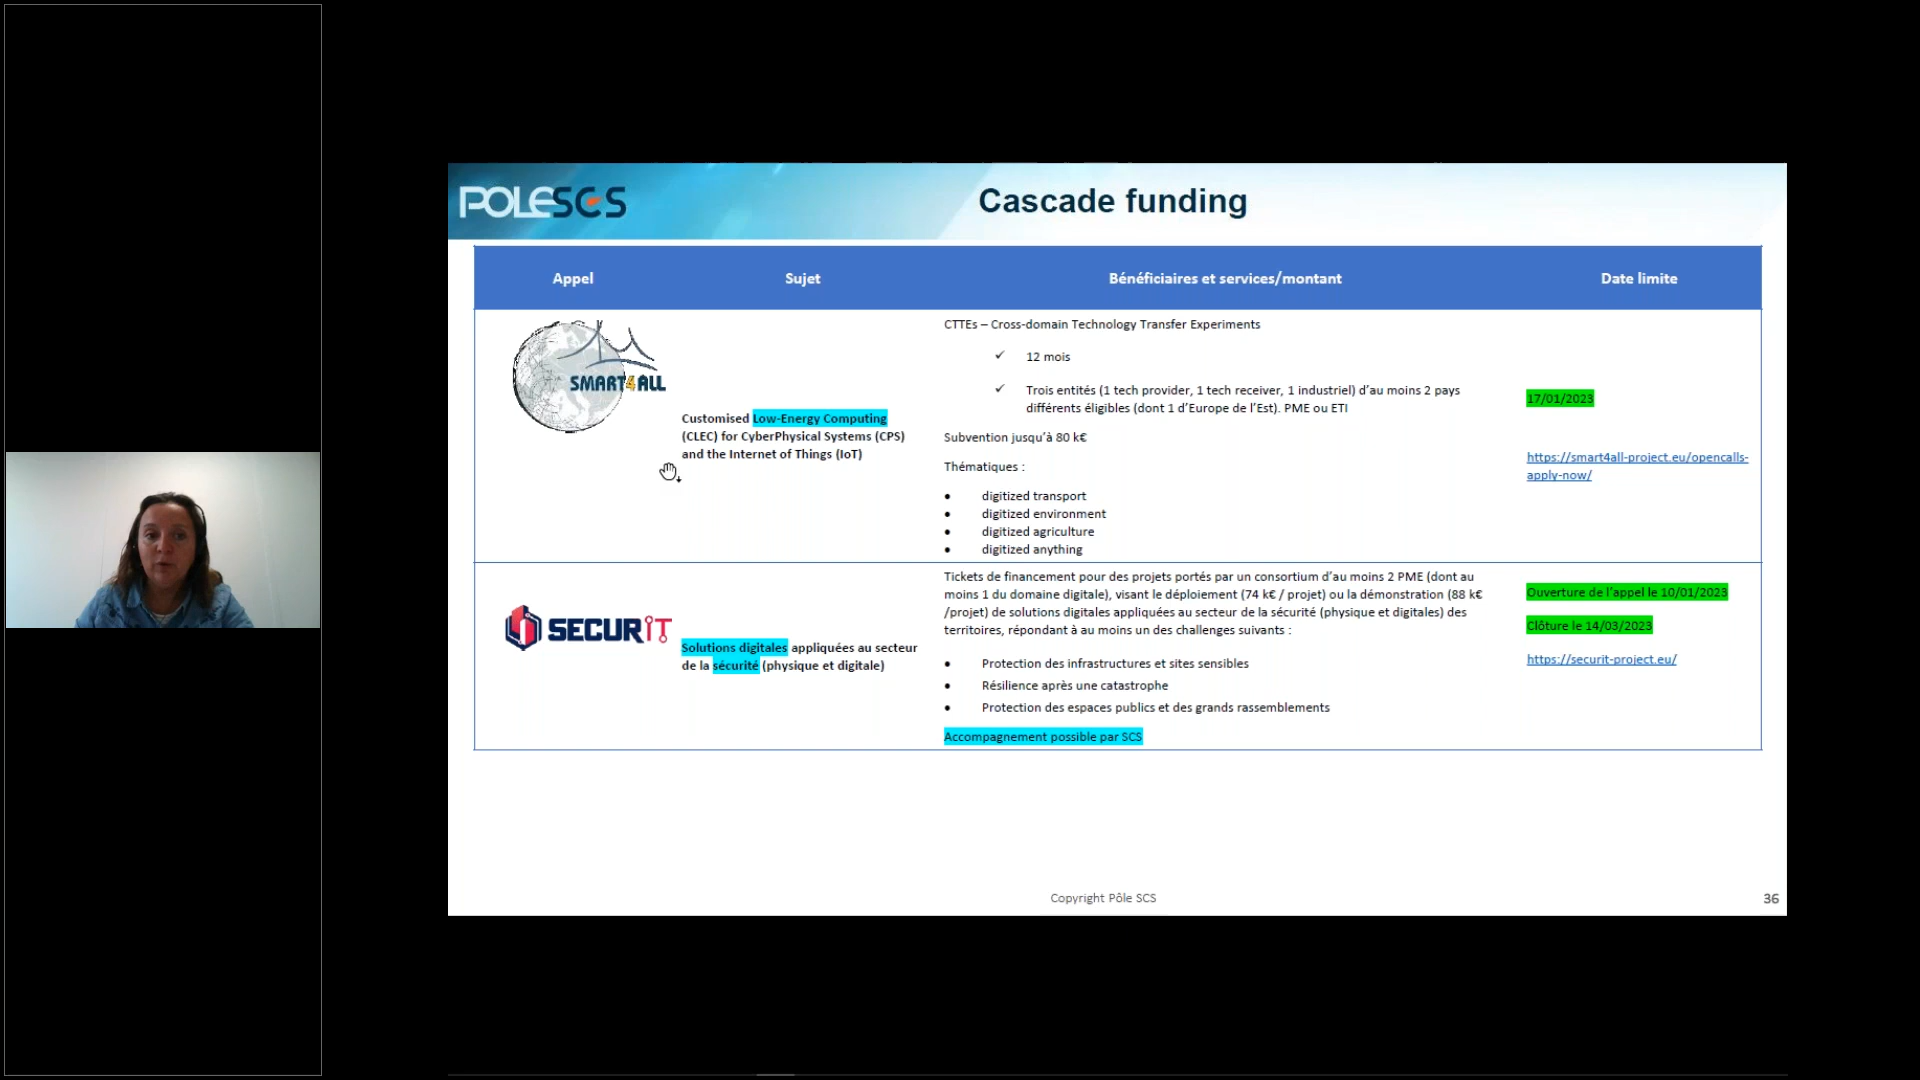 POLESCS
Cascade funding
Appel
Sujet
Bénéficiaires et services/montant
Date limite
SMART4ALL
Customised Low-Energy Computing
(CLEC) for CyberPhysical Systems (CPS)
and the Internet of Things (IoT)
CTTEs – Cross-domain Technology Transfer Experiments
✓ 12 mois
✓ Trois entités (1 tech provider, 1 tech receiver, 1 industriel) d’au moins 2 pays
différents éligibles (dont 1 d’Europe de l’Est). PME ou ETI
Subvention jusqu’à 80 k€
Thématiques :
• digitized transport
• digitized environment
• digitized agriculture
• digitized anything
17/01/2023
https://smart4all-project.eu/opencalls-
apply-now/
SECURIT
Solutions digitales appliquées au secteur
de la sécurité (physique et digitale)
Tickets de financement pour des projets portés par un consortium d’au moins 2 PME (dont au
moins 1 du domaine digitale), visant le déploiement (74 k€ / projet) ou la démonstration (88 k€
/projet) de solutions digitales appliquées au secteur de la sécurité (physique et digitales) des
territoires, répondant à au moins un des challenges suivants :
• Protection des infrastructures et sites sensibles
• Résilience après une catastrophe
• Protection des espaces publics et des grands rassemblements
Accompagnement possible par SCS
Ouverture de l’appel le 10/01/2023
Clôture le 14/03/2023
https://securit-project.eu/
Copyright Pôle SCS
36